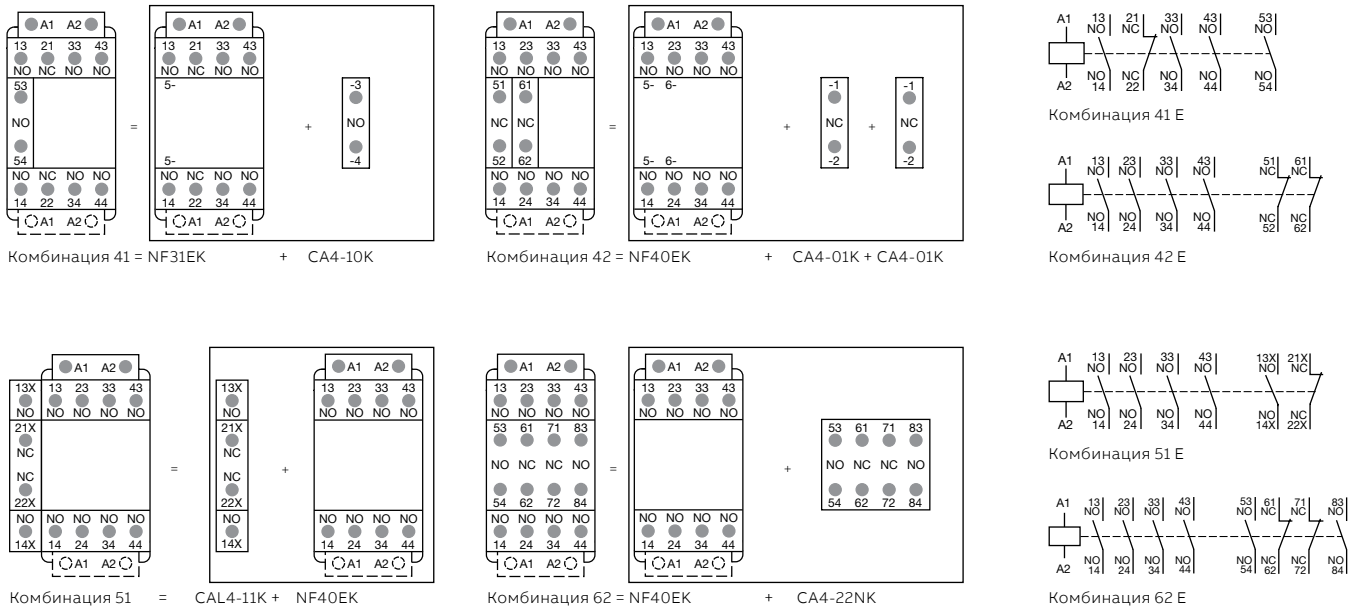 A1 A2
13 21 33 43
NO NC NO NO
53
NO
54
NO NC NO NO
14 22 34 44
A1 A2
=
A1 A2
13 21 33 43
NO NC NO NO
5-
5-
NO NC NO NO
14 22 34 44
A1 A2
+
-3
NO
-4
Комбинация 41 = NF31EK + CA4-10K
A1 A2
13 23 33 43
NO NO NO NO
51 61
NC NC
52 62
NO NO NO NO
14 24 34 44
A1 A2
=
A1 A2
13 23 33 43
NO NO NO NO
5- 6-
5- 6-
NO NO NO NO
14 24 34 44
A1 A2
+
-1
NC
-2
+
-1
NC
-2
Комбинация 42 = NF40EK + CA4-01K + CA4-01K
A1 13 21 33 43 53
NO NC NO NO NO
NO NC NO NO NO
A2 14 22 34 44 54
Комбинация 41 E
A1 13 23 33 43 51 61
NO NO NO NO NC NC
NO NO NO NO NC NC
A2 14 24 34 44 52 62
Комбинация 42 E
A1 A2
13X 13 23 33 43
NO NO NO NO NO
21X
NC
NC
22X
NO NO NO NO NO
14X 14 24 34 44
A1 A2
=
13X
NO
21X
NC
NC
22X
NO
14X
+
A1 A2
13 23 33 43
NO NO NO NO
NO NO NO NO
14 24 34 44
A1 A2
Комбинация 51 = CAL4-11K + NF40EK
A1 A2
13 23 33 43
NO NO NO NO
53 61 71 83
NO NC NC NO
54 62 72 84
NO NO NO NO
14 24 34 44
A1 A2
=
A1 A2
13 23 33 43
NO NO NO NO
NO NO NO NO
14 24 34 44
A1 A2
+
53 61 71 83
NO NC NC NO
54 62 72 84
Комбинация 62 = NF40EK + CA4-22NK
A1 13 23 33 43 13X 21X
NO NO NO NO NO NC
NO NO NO NO NO NC
A2 14 24 34 44 14X 22X
Комбинация 51 E
A1 13 23 33 43 53 61 71 83
NO NO NO NO NO NC NC NO
NO NO NO NO NO NC NC NO
A2 14 24 34 44 54 62 72 84
Комбинация 62 E